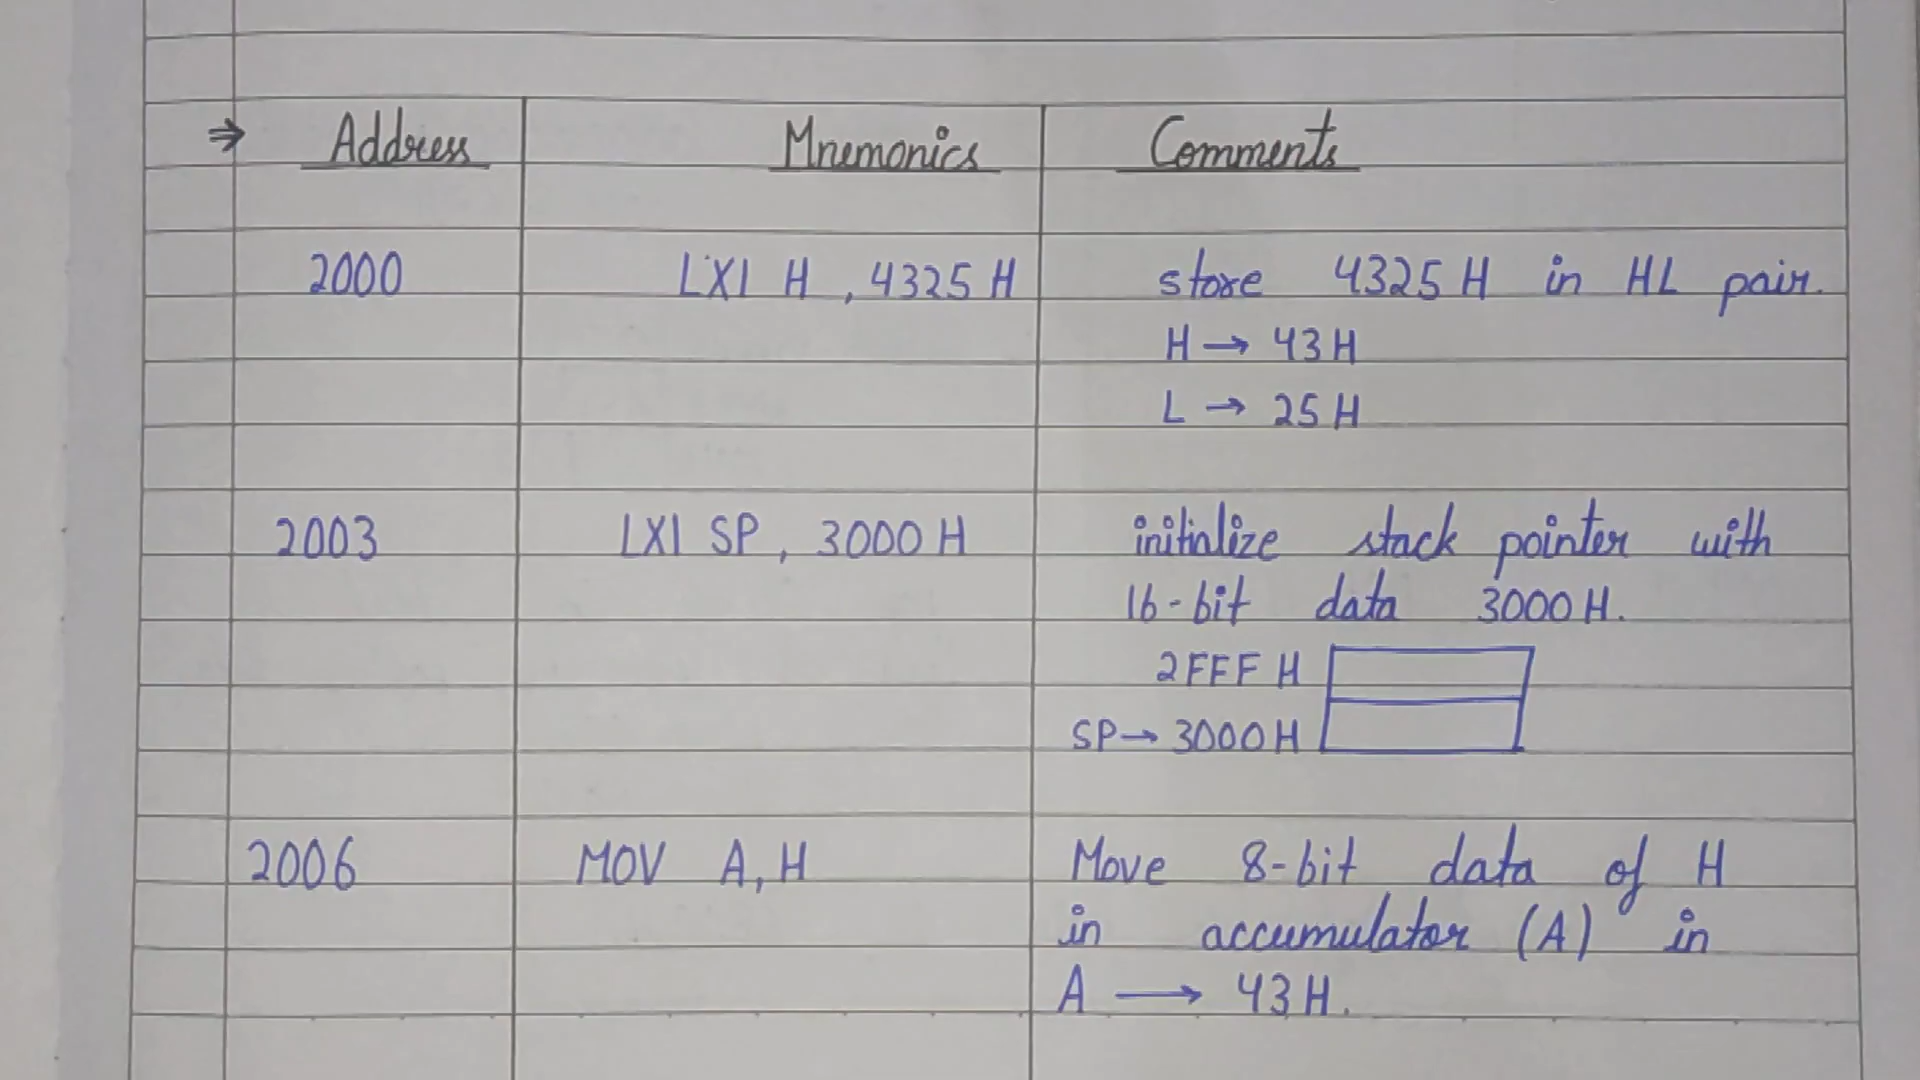 ⇒ Address Mnemonics Comments
2000 LXI H , 4325 H store 4325 H in HL pair.
H → 43 H
L → 25 H
2003 LXI SP , 3000 H initialize stack pointer with
16-bit data 3000 H.
2FFF H
SP → 3000 H
2006 MOV A, H Move 8-bit data of H
in accumulator (A) in
A → 43 H.